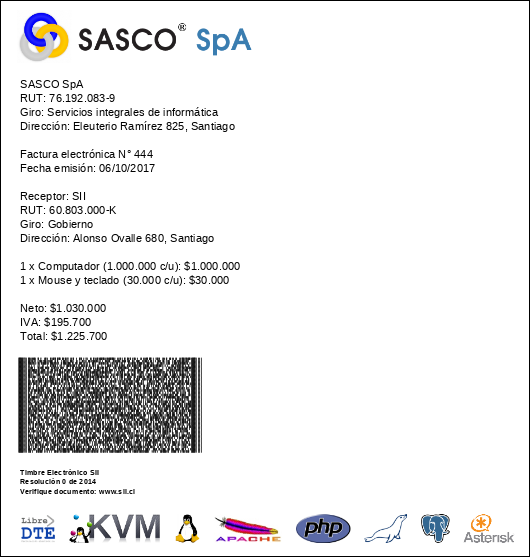 SASCO® SpA
SASCO SpA
RUT: 76.192.083-9
Giro: Servicios integrales de informática
Dirección: Eleuterio Ramírez 825, Santiago
Factura electrónica N° 444
Fecha emisión: 06/10/2017
Receptor: SII
RUT: 60.803.000-K
Giro: Gobierno
Dirección: Alonso Ovalle 680, Santiago
1 x Computador (1.000.000 c/u): $1.000.000
1 x Mouse y teclado (30.000 c/u): $30.000
Neto: $1.030.000
IVA: $195.700
Total: $1.225.700
Timbre Electrónico SII
Resolución 0 de 2014
Verifique documento: www.sii.cl
Libre DTE KVM APACHE php Asterisk